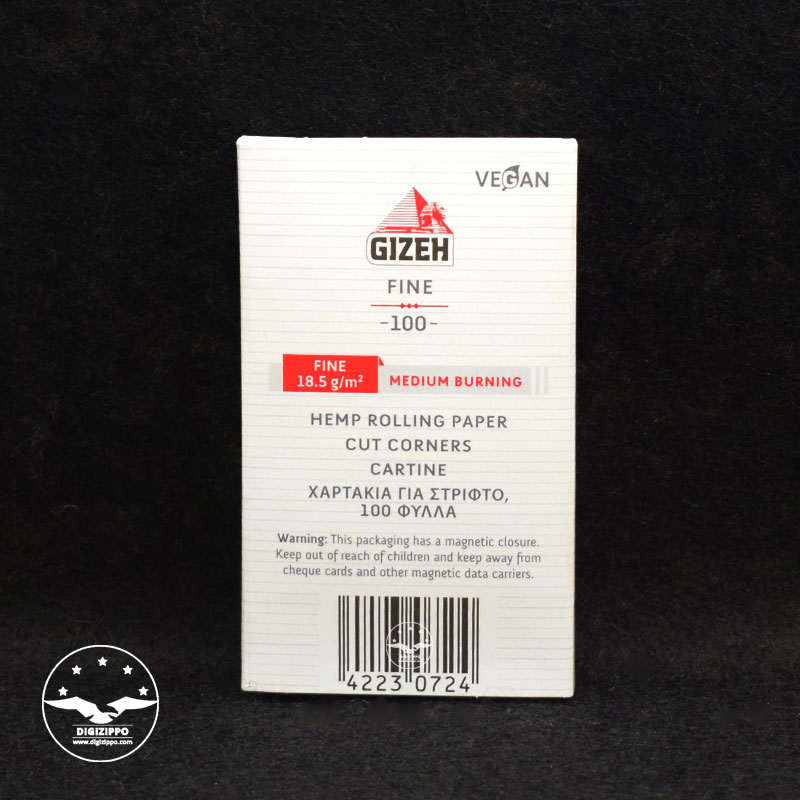 VEGAN
GIZEH
FINE
-100-
FINE
18.5 g/m²
MEDIUM BURNING
HEMP ROLLING PAPER
CUT CORNERS
CARTINE
ΧΑΡΤΑΚΙΑ ΓΙΑ ΣΤΡΙΦΤΟ,
100 ΦΥΛΛΑ
Warning: This packaging has a magnetic closure.
Keep out of reach of children and keep away from
cheque cards and other magnetic data carriers.
4223 0724
DIGIZIPPO
www.digizippo.com